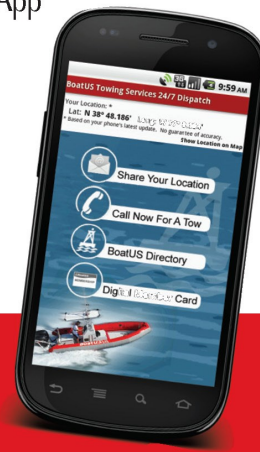 App
9:59 AM
BoatUS Towing Services 24/7 Dispatch
Your Location: *
Lat: N 38° 48.186'
* Based on your phone's latest update. No guarantee of accuracy.
Show Location on Map
Share Your Location
Call Now For A Tow
BoatUS Directory
Digital Card